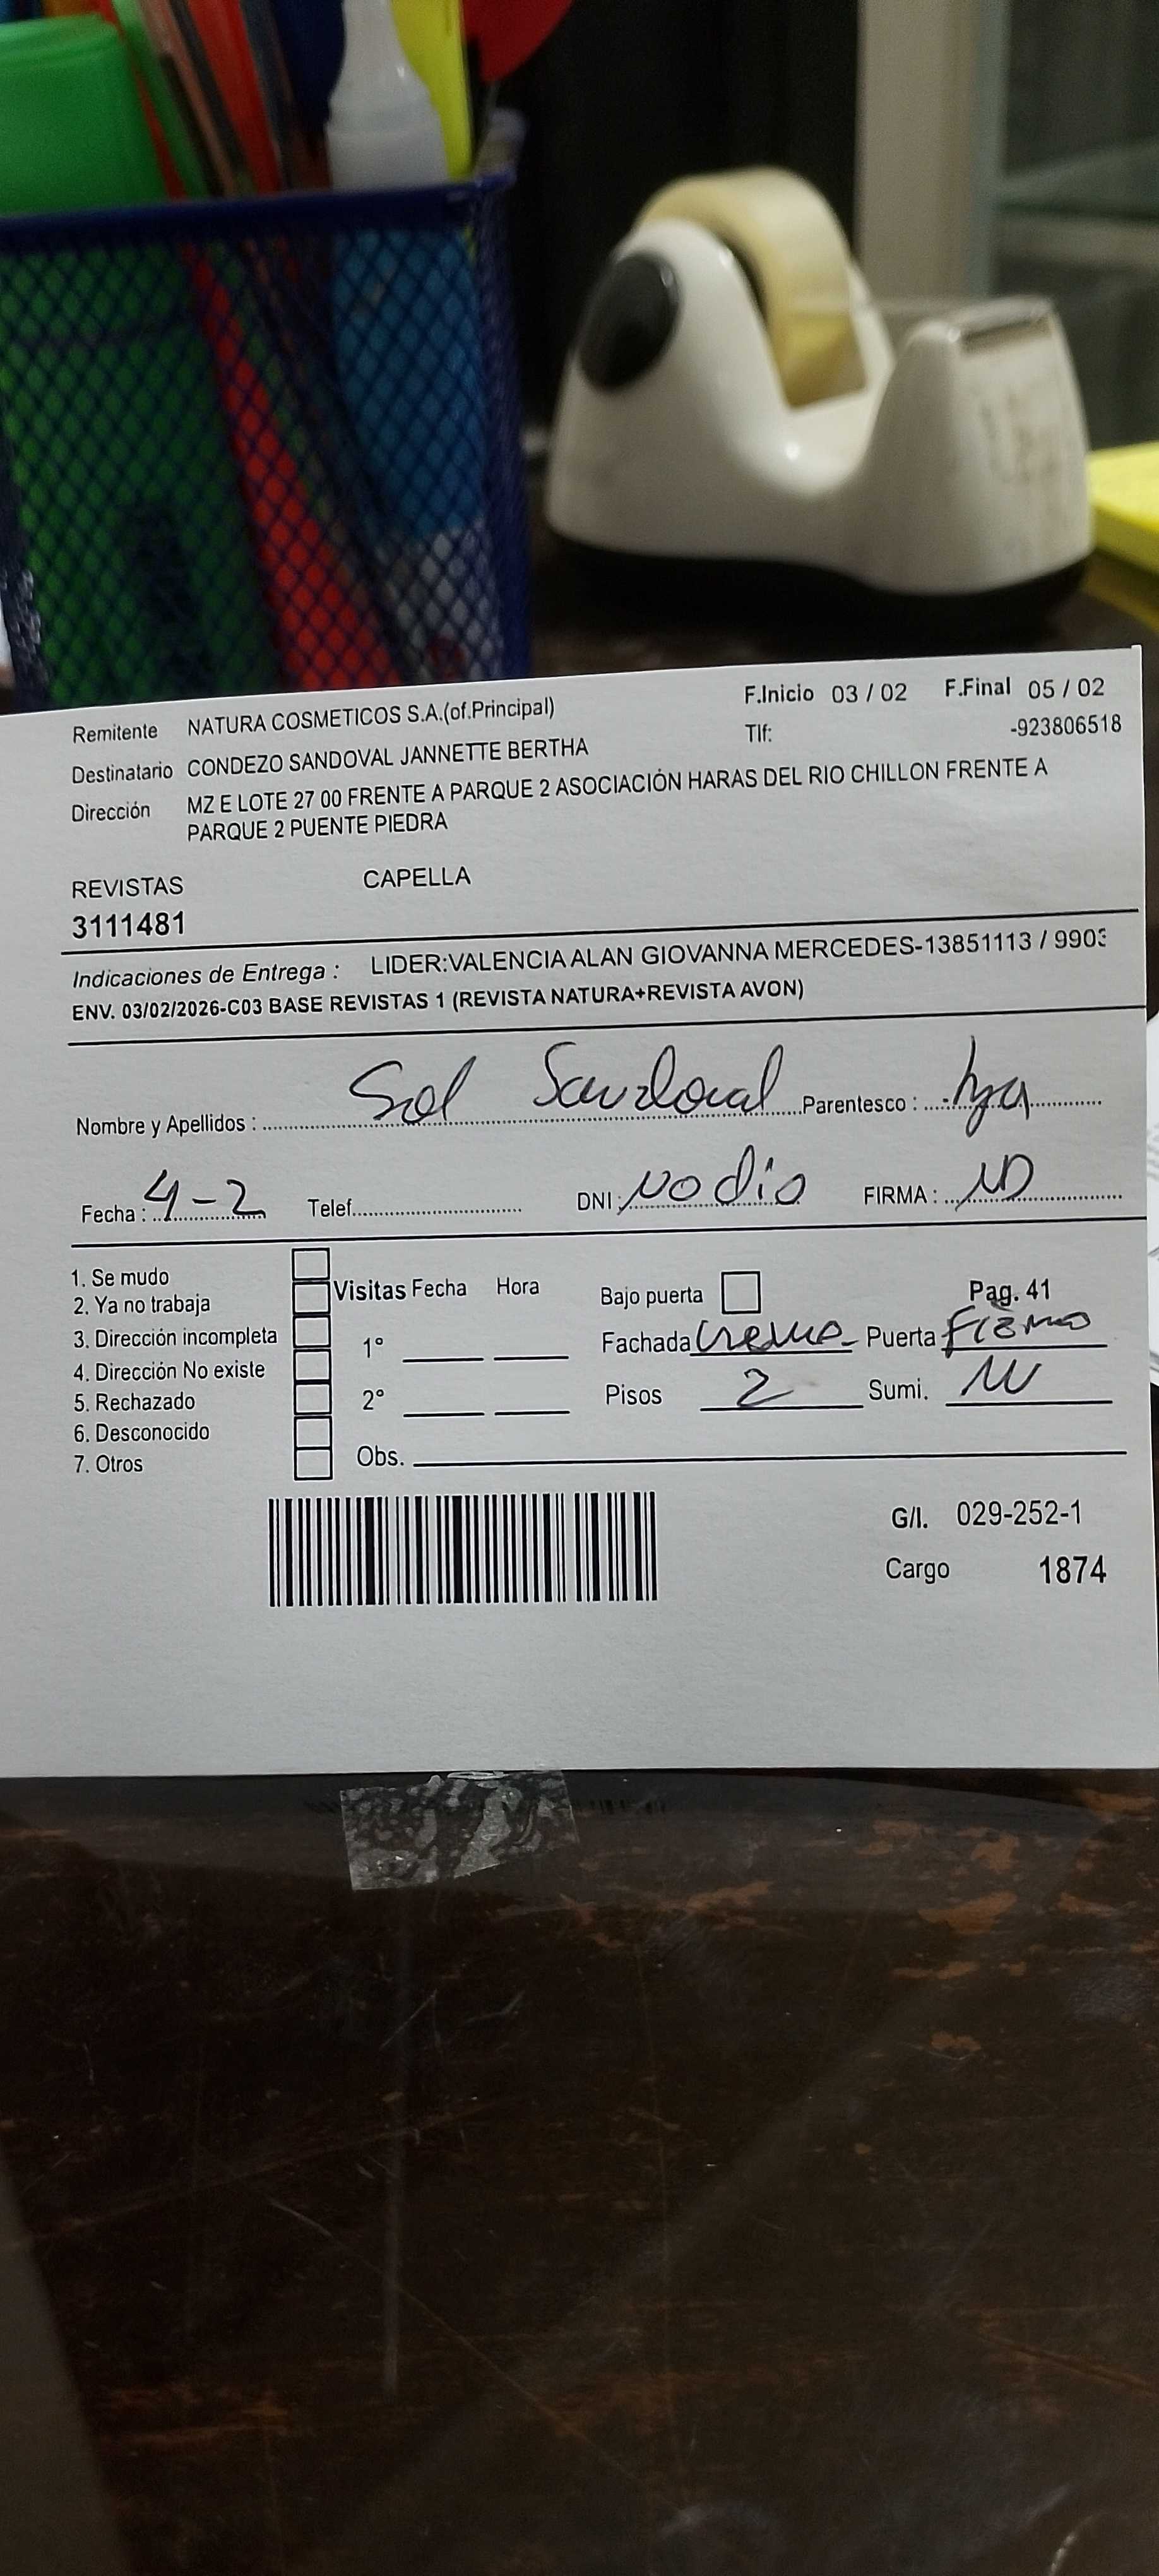 Remitente NATURA COSMETICOS S.A.(of.Principal) F.Inicio 03 / 02 F.Final 05 / 02
Tlf: -923806518
Destinatario CONDEZO SANDOVAL JANNETTE BERTHA
Dirección MZ E LOTE 27 00 FRENTE A PARQUE 2 ASOCIACIÓN HARAS DEL RIO CHILLON FRENTE A
PARQUE 2 PUENTE PIEDRA
REVISTAS CAPELLA
3111481
Indicaciones de Entrega : LIDER:VALENCIA ALAN GIOVANNA MERCEDES-13851113 / 9903
ENV. 03/02/2026-C03 BASE REVISTAS 1 (REVISTA NATURA+REVISTA AVON)
Nombre y Apellidos : Sol Sandoval Parentesco : hija
Fecha : 4-2 Telef. DNI : no dio FIRMA : ND
1. Se mudo
2. Ya no trabaja
3. Dirección incompleta
4. Dirección No existe
5. Rechazado
6. Desconocido
7. Otros
Visitas Fecha Hora
1°
2°
Obs.
Bajo puerta Pag. 41
Fachada crema Puerta fierro
Pisos 2 Sumi.
G/I. 029-252-1
Cargo 1874